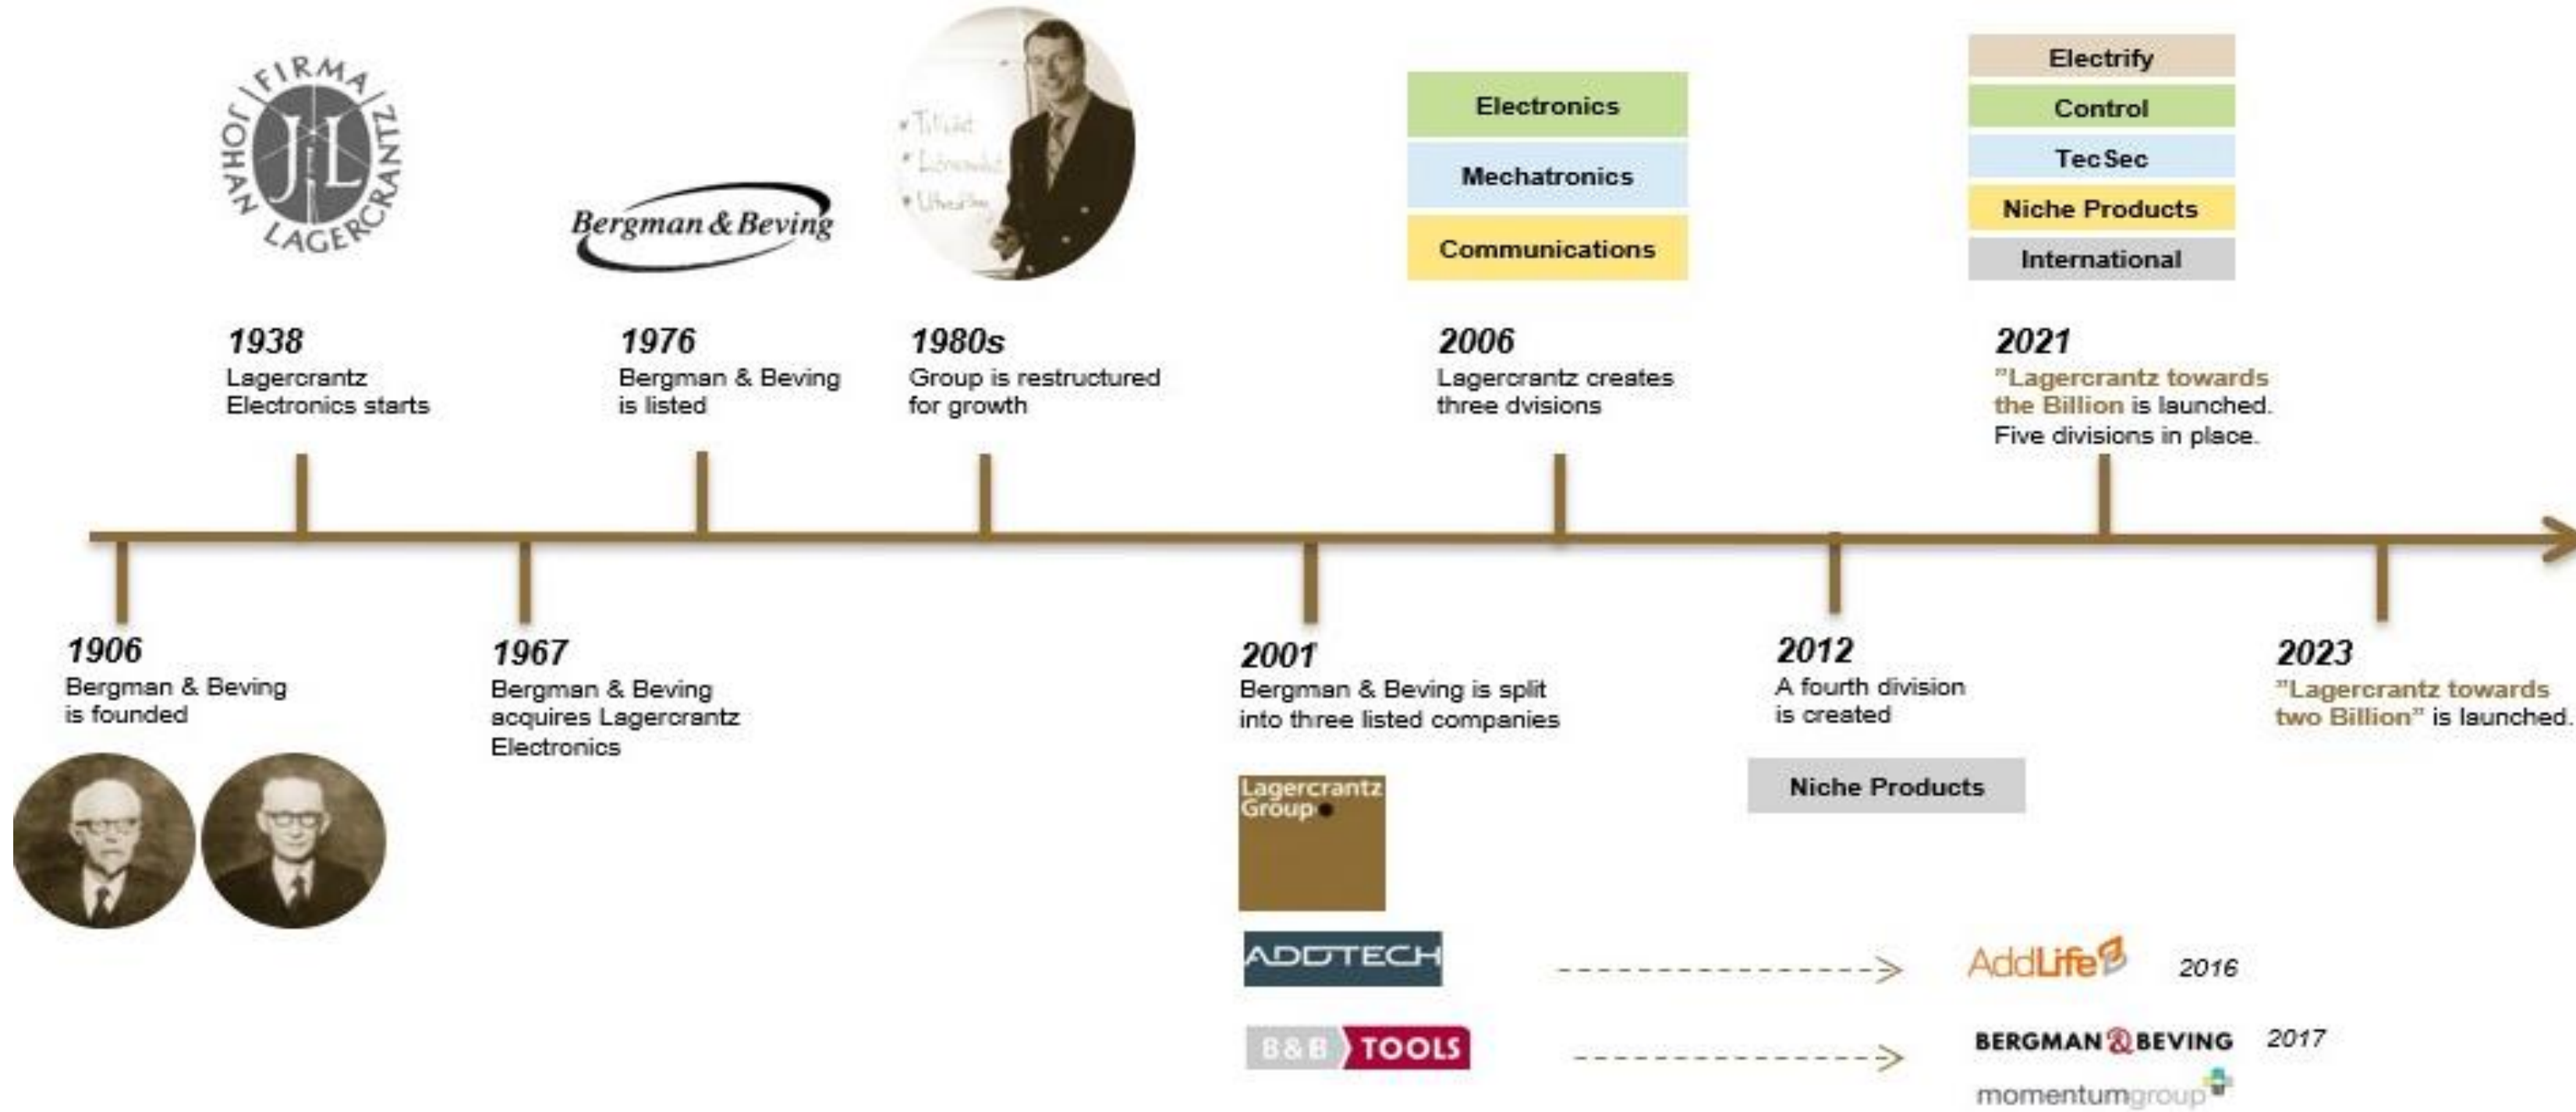 JOHAN | FIRMA | LAGERCRANTZ
J L
Bergman & Beving
Electronics
Mechatronics
Communications
Electrify
Control
TecSec
Niche Products
International
1938
Lagercrantz
Electronics starts
1976
Bergman & Beving
is listed
1980s
Group is restructured
for growth
2006
Lagercrantz creates
three dvisions
2021
"Lagercrantz towards
the Billion is launched.
Five divisions in place.
1906
Bergman & Beving
is founded
1967
Bergman & Beving
acquires Lagercrantz
Electronics
2001
Bergman & Beving is split
into three listed companies
2012
A fourth division
is created
2023
"Lagercrantz towards
two Billion" is launched.
Lagercrantz
Group
Niche Products
ADDTECH
AddLife 2016
B&B TOOLS
BERGMAN & BEVING 2017
momentumgroup